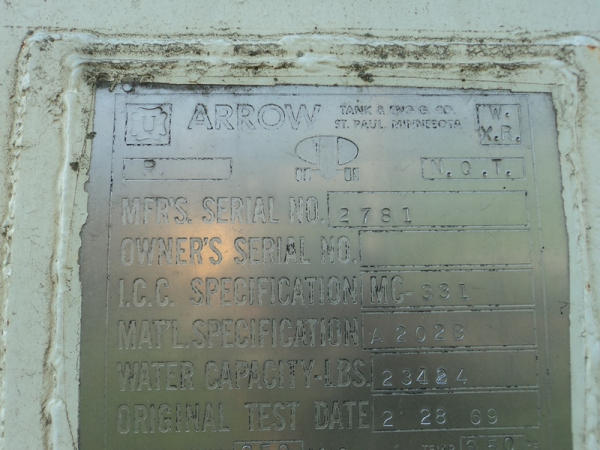 U ARROW TANK & ENG'G. CO. W.
ST. PAUL, MINNESOTA X.R.
P N.Q.T.
MFR'S. SERIAL NO. 2781
OWNER'S SERIAL NO.
I.C.C. SPECIFICATION MC-331
MAT'L. SPECIFICATION A 202B
WATER CAPACITY-LBS. 23424
ORIGINAL TEST DATE 2 28 69